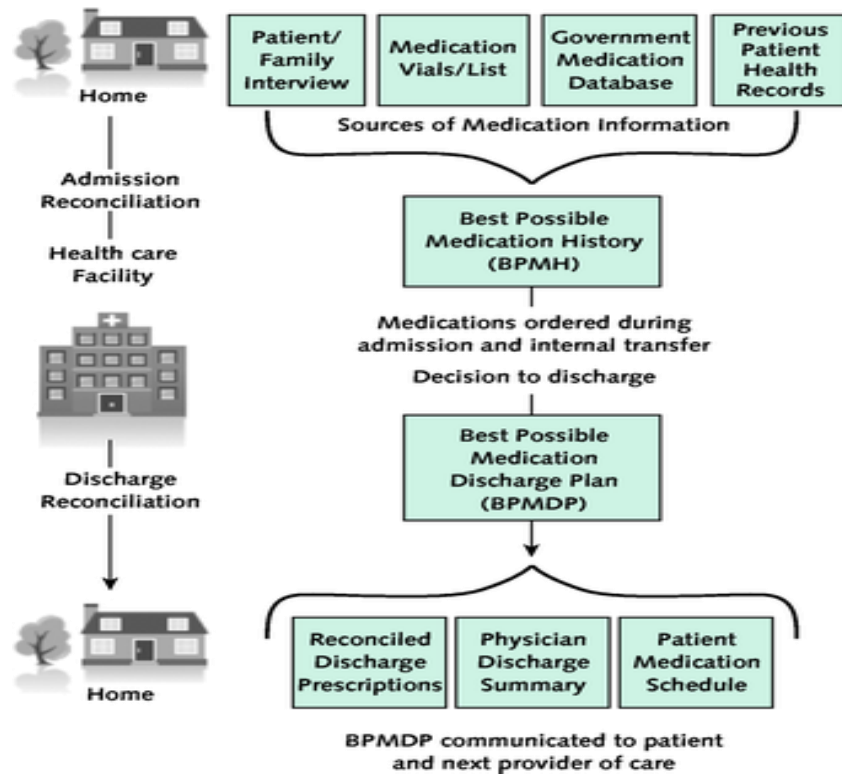 Home
Admission
Reconciliation
Health care
Facility
Discharge
Reconciliation
Home
Patient/
Family
Interview
Medication
Vials/List
Government
Medication
Database
Previous
Patient
Health
Records
Sources of Medication Information
Best Possible
Medication History
(BPMH)
Medications ordered during
admission and internal transfer
Decision to discharge
Best Possible
Medication
Discharge Plan
(BPMDP)
Reconciled
Discharge
Prescriptions
Physician
Discharge
Summary
Patient
Medication
Schedule
BPMDP communicated to patient
and next provider of care